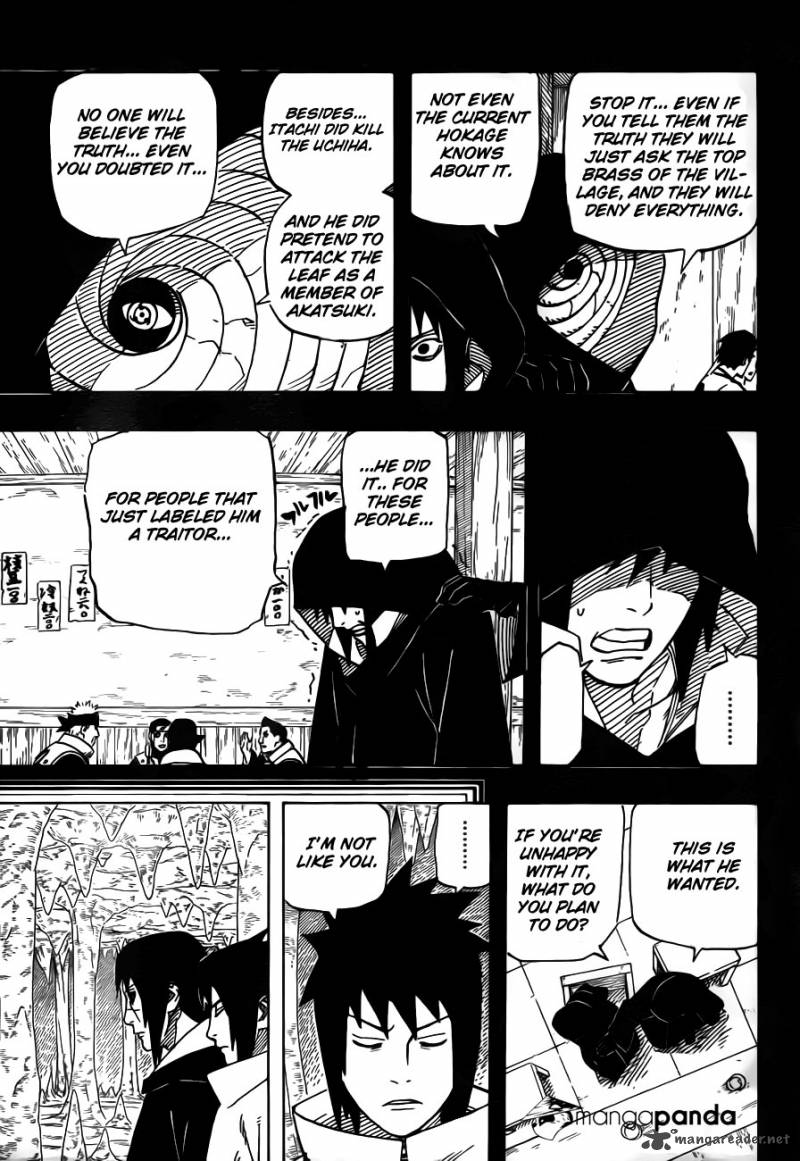 STOP IT... EVEN IF
YOU TELL THEM THE
TRUTH THEY WILL
JUST ASK THE TOP
BRASS OF THE VIL-
LAGE, AND THEY WILL
DENY EVERYTHING.
NOT EVEN
THE CURRENT
HOKAGE
KNOWS
ABOUT IT.
BESIDES...
ITACHI DID KILL
THE UCHIHA.
AND HE DID
PRETEND TO
ATTACK THE
LEAF AS A
MEMBER OF
AKATSUKI.
NO ONE WILL
BELIEVE THE
TRUTH... EVEN
YOU DOUBTED IT...
.........
...HE DID
IT.. FOR
THESE
PEOPLE...
FOR PEOPLE THAT
JUST LABELED HIM
A TRAITOR...
ブルブル
THIS IS
WHAT HE
WANTED.
IF YOU'RE
UNHAPPY
WITH IT,
WHAT DO
YOU PLAN
TO DO?
.........
I'M NOT
LIKE YOU.
mangapanda
mangareader.net